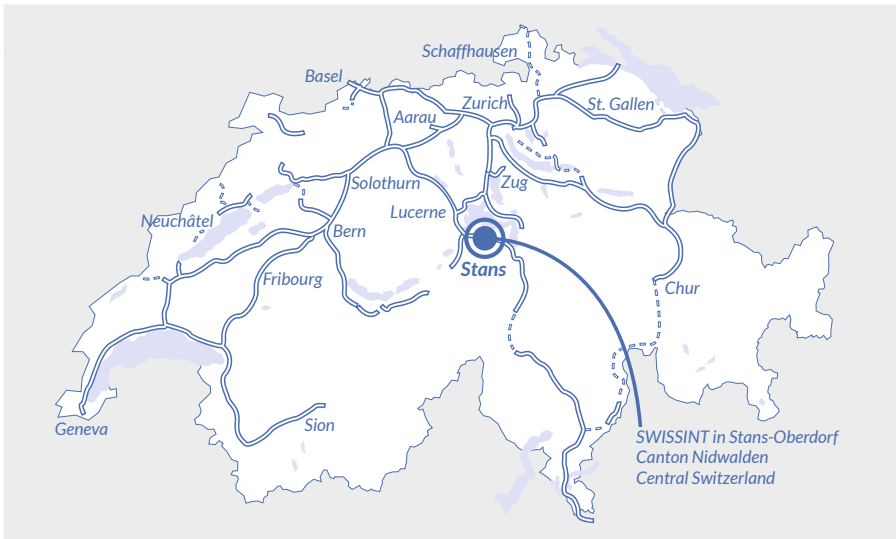 Schaffhausen
Basel
Zurich
St. Gallen
Aarau
Solothurn
Zug
Neuchâtel
Lucerne
Bern
Stans
Fribourg
Chur
Geneva
Sion
SWISSINT in Stans-Oberdorf
Canton Nidwalden
Central Switzerland